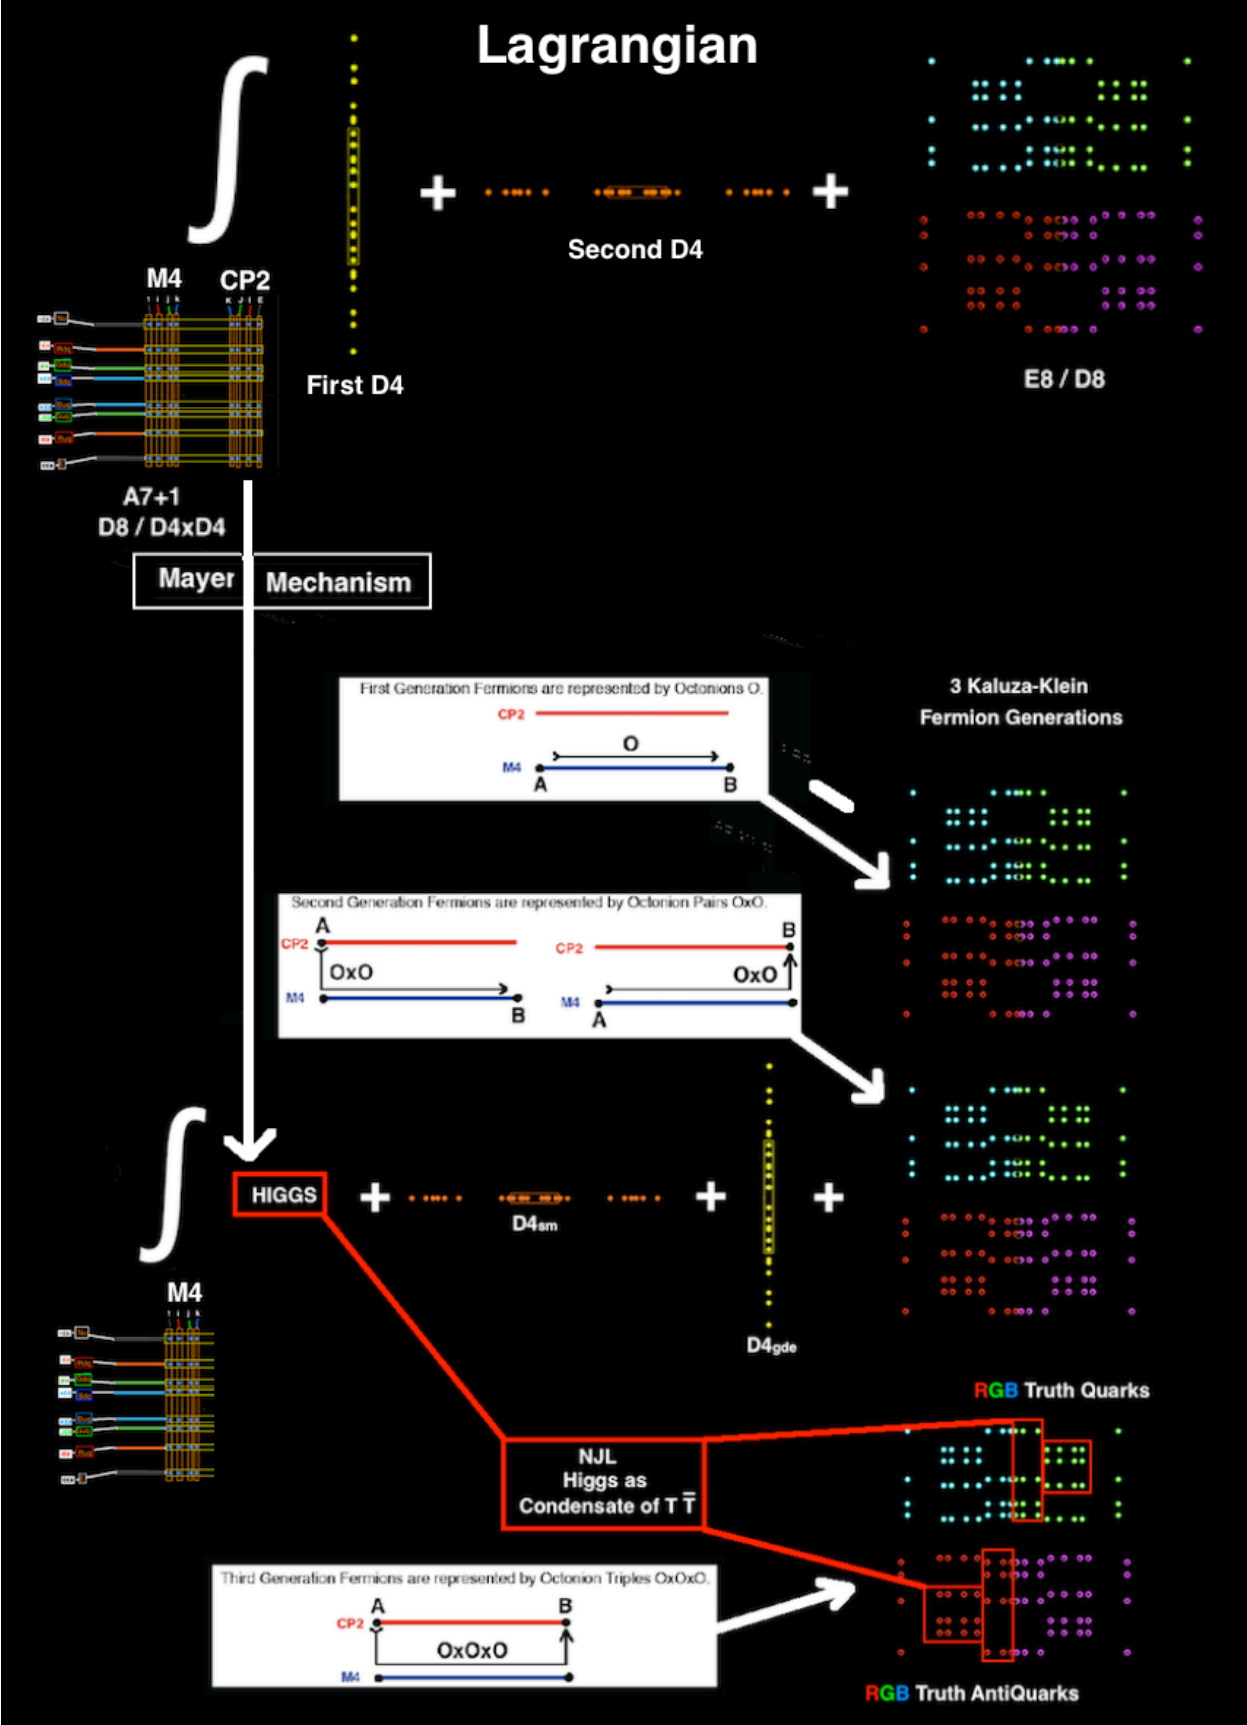 Lagrangian
∫
+
+
Second D4
M4 CP2
1 i j k K J I E
First D4
E8 / D8
A7+1
D8 / D4xD4
Mayer Mechanism
First Generation Fermions are represented by Octonions O.
CP2
O
M4
A B
3 Kaluza-Klein
Fermion Generations
Second Generation Fermions are represented by Octonion Pairs OxO.
A
CP2
OxO
M4
B
B
CP2
OxO
M4
A
∫
HIGGS + + +
D4sm
M4
1 i j k
D4gde
RGB Truth Quarks
NJL
Higgs as
Condensate of T T̅
Third Generation Fermions are represented by Octonion Triples OxOxO.
A B
CP2
OxOxO
M4
RGB Truth AntiQuarks